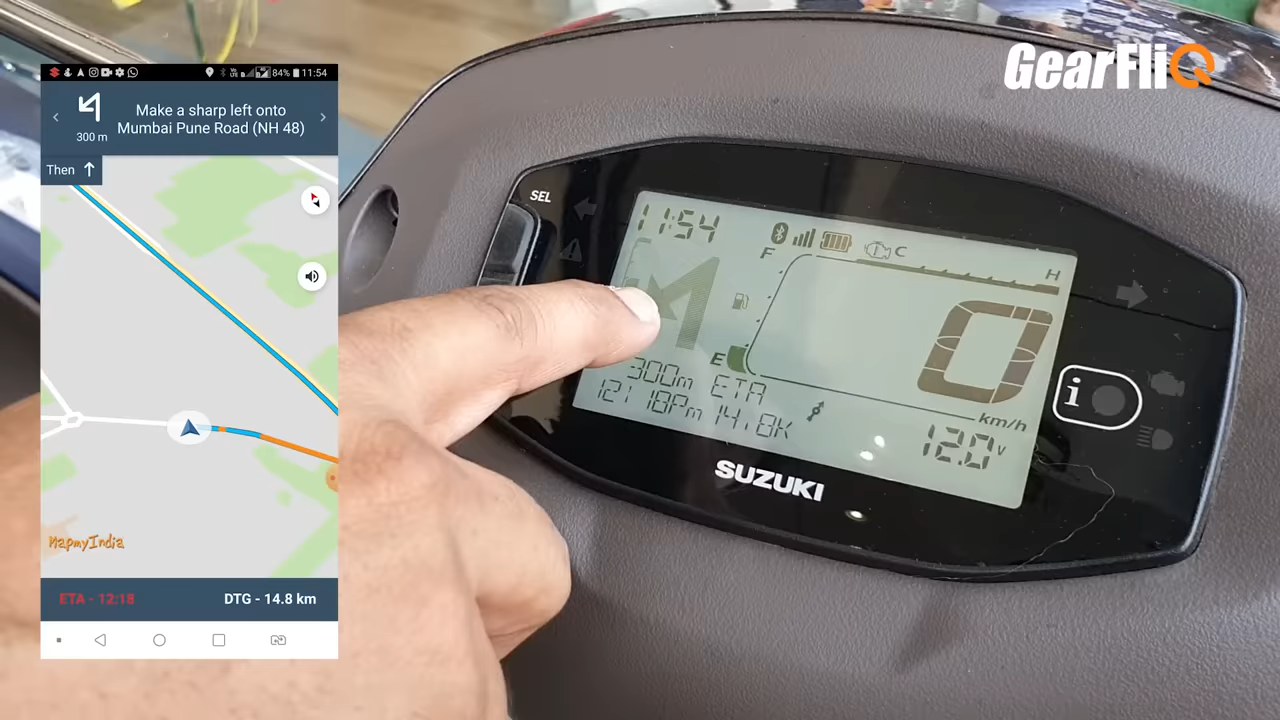 84% 11:54
Make a sharp left onto
Mumbai Pune Road (NH 48)
300 m
Then
MapmyIndia
ETA - 12:18
DTG - 14.8 km
GearFliQ
SEL
11:54
F
C
H
E
0
300m ETA
12:18Pm 14.8K
km/h
12.0v
i
SUZUKI